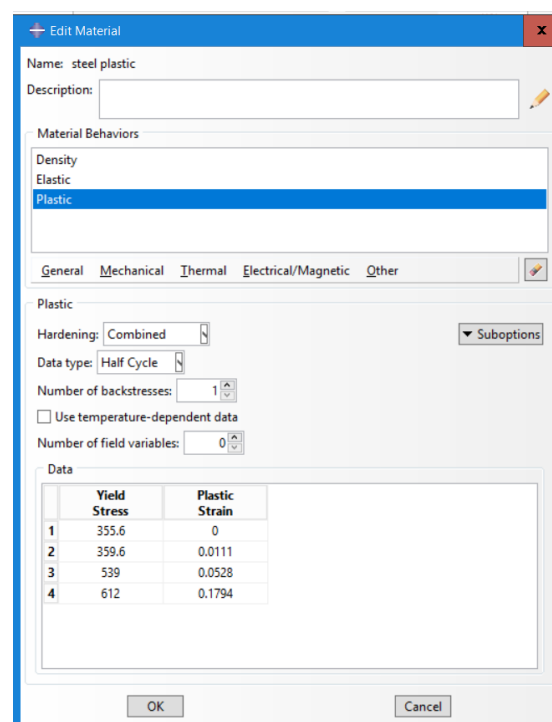 Edit Material
x
Name: steel plastic
Description:
Material Behaviors
Density
Elastic
Plastic
General Mechanical Thermal Electrical/Magnetic Other
Plastic
Hardening: Combined
Suboptions
Data type: Half Cycle
Number of backstresses: 1
Use temperature-dependent data
Number of field variables: 0
Data
Yield Plastic
Stress Strain
1 355.6 0
2 359.6 0.0111
3 539 0.0528
4 612 0.1794
OK Cancel